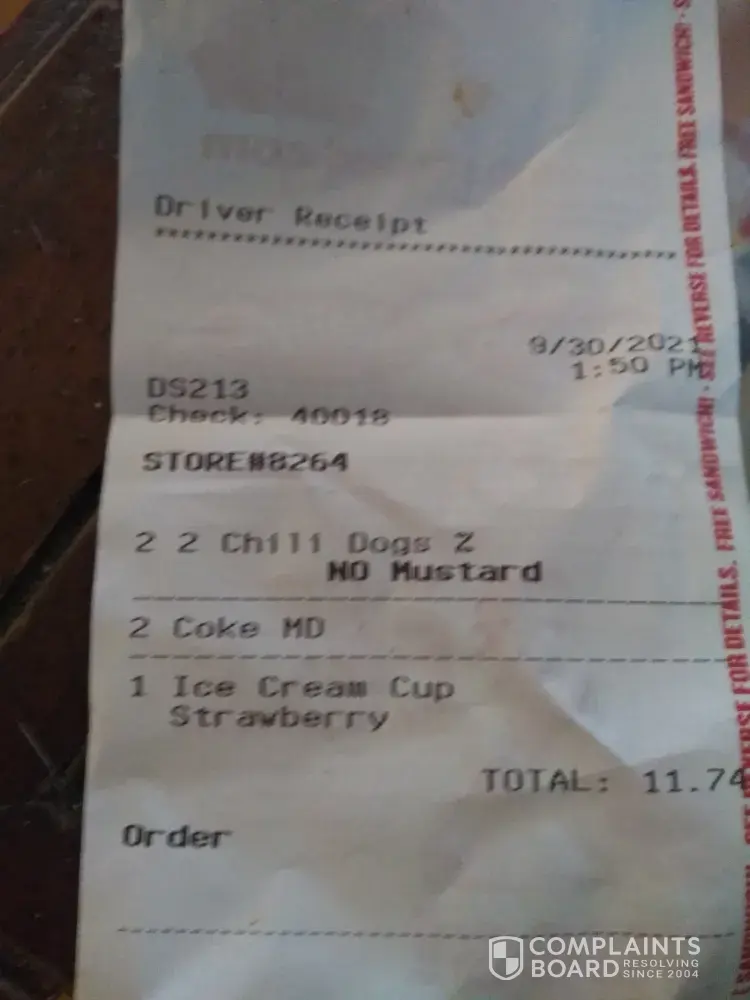 Driver Receipt
9/30/2021
1:50 PM
DS213
Check: 40018
STORE#8264
2 2 Chili Dogs %
NO Mustard
2 Coke MD
1 Ice Cream Cup
Strawberry
TOTAL: 11.74
Order
SEE REVERSE FOR DETAILS. FREE SANDWICH! · SEE REVERSE FOR DETAILS. FREE SANDWICH! · S
COMPLAINTS
BOARD RESOLVING
SINCE 2004